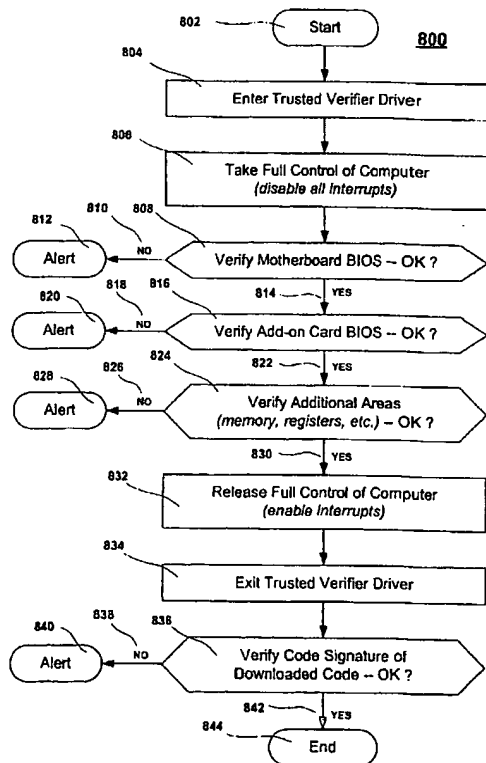 802
Start
800
804
Enter Trusted Verifier Driver
806
Take Full Control of Computer
(disable all Interrupts)
812
810
808
Alert
NO
Verify Motherboard BIOS -- OK ?
814
YES
820
818
816
Alert
NO
Verify Add-on Card BIOS -- OK ?
822
YES
828
826
824
Alert
NO
Verify Additional Areas
(memory, registers, etc.) -- OK ?
830
YES
832
Release Full Control of Computer
(enable Interrupts)
834
Exit Trusted Verifier Driver
840
838
836
Alert
NO
Verify Code Signature of
Downloaded Code -- OK ?
842
YES
844
End